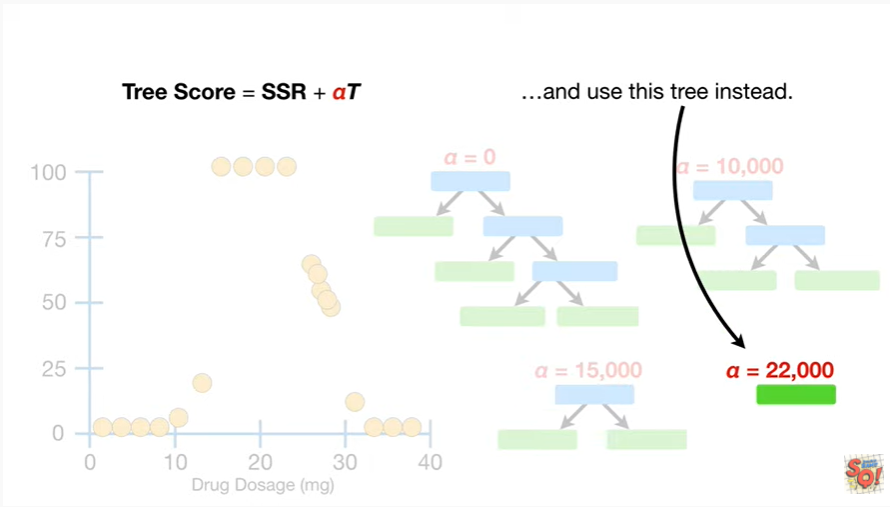 Tree Score = SSR + αT
…and use this tree instead.
α = 0
α = 10,000
100
75
50
25
0
0 10 20 30 40
Drug Dosage (mg)
α = 15,000
α = 22,000
SQ!